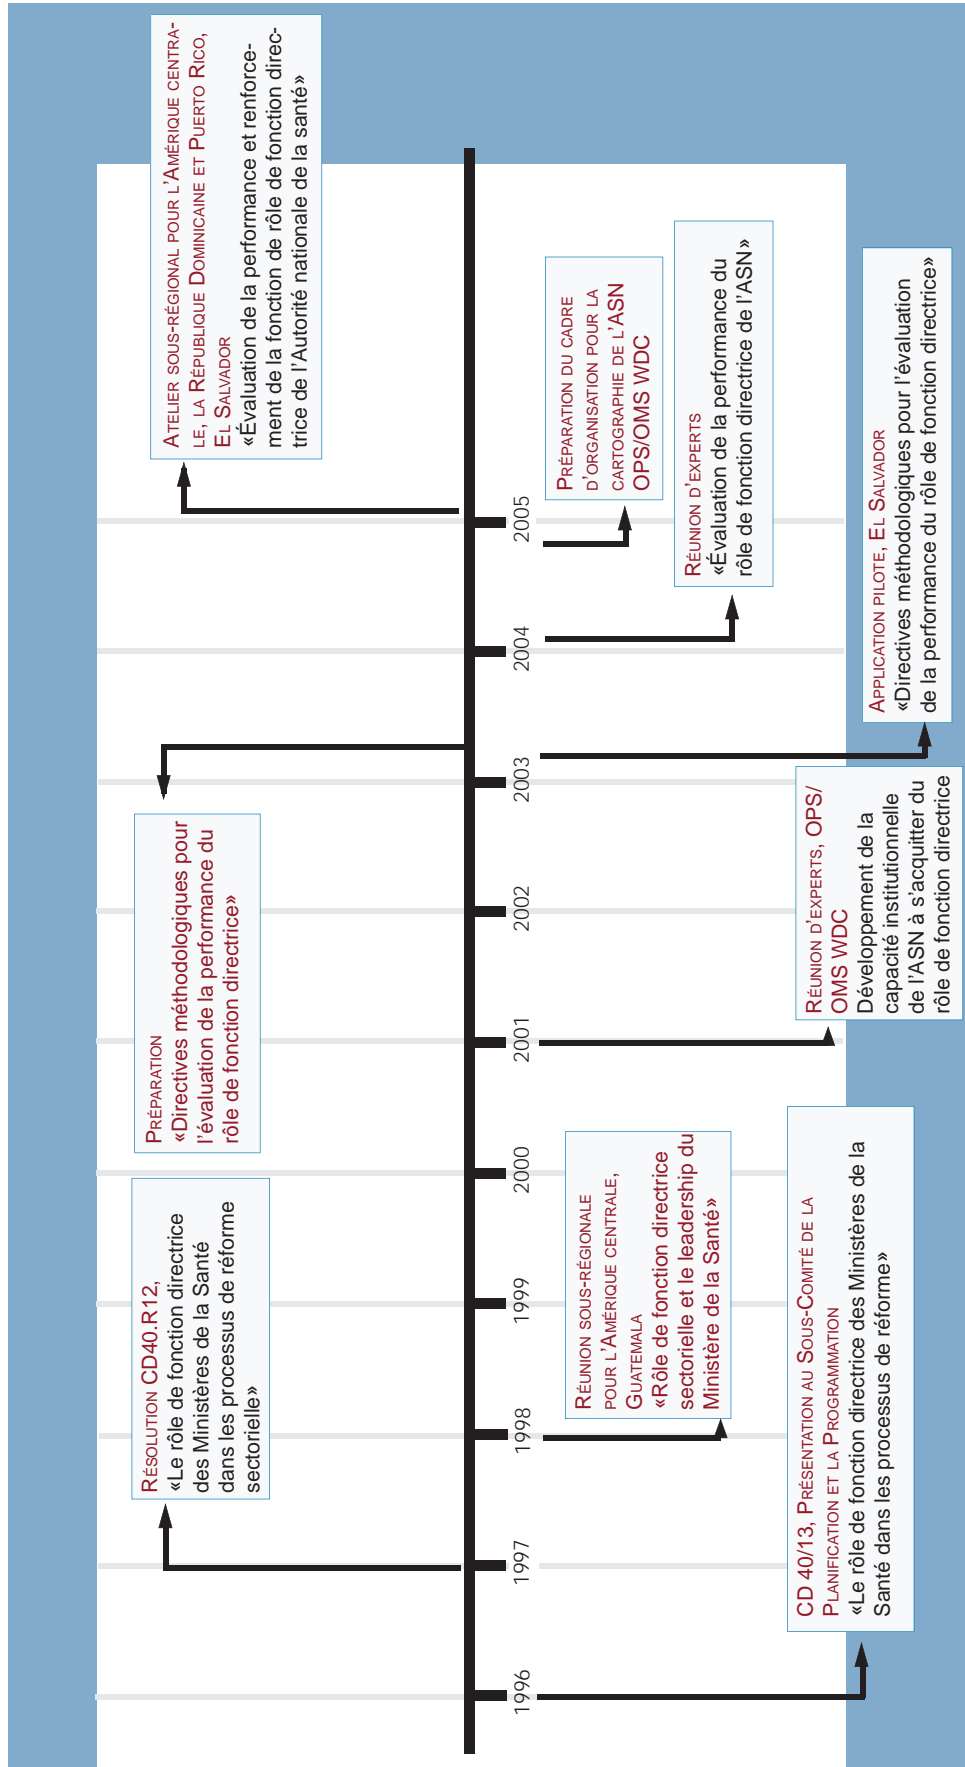 RÉSOLUTION CD40.R12,
«Le rôle de fonction directrice
des Ministères de la Santé
dans les processus de réforme
sectorielle»
PRÉPARATION
«Directives méthodologiques pour
l'évaluation de la performance du
rôle de fonction directrice»
ATELIER SOUS-RÉGIONAL POUR L'AMÉRIQUE CENTRA-
LE, LA RÉPUBLIQUE DOMINICAINE ET PUERTO RICO,
EL SALVADOR
«Évaluation de la performance et renforce-
ment de la fonction de rôle de fonction direc-
trice de l'Autorité nationale de la santé»
1996
1997
1998
1999
2000
2001
2002
2003
2004
2005
CD 40/13, PRÉSENTATION AU SOUS-COMITÉ DE LA
PLANIFICATION ET LA PROGRAMMATION
«Le rôle de fonction directrice des Ministères de la
Santé dans les processus de réforme»
RÉUNION SOUS-RÉGIONALE
POUR L'AMÉRIQUE CENTRALE,
GUATEMALA
«Rôle de fonction directrice
sectorielle et le leadership du
Ministère de la Santé»
RÉUNION D'EXPERTS, OPS/
OMS WDC
Développement de la
capacité institutionnelle
de l'ASN à s'acquitter du
rôle de fonction directrice
APPLICATION PILOTE, EL SALVADOR
«Directives méthodologiques pour l'évaluation
de la performance du rôle de fonction directrice»
RÉUNION D'EXPERTS
«Évaluation de la performance du
rôle de fonction directrice de l'ASN»
PRÉPARATION DU CADRE
D'ORGANISATION POUR LA
CARTOGRAPHIE DE L'ASN
OPS/OMS WDC